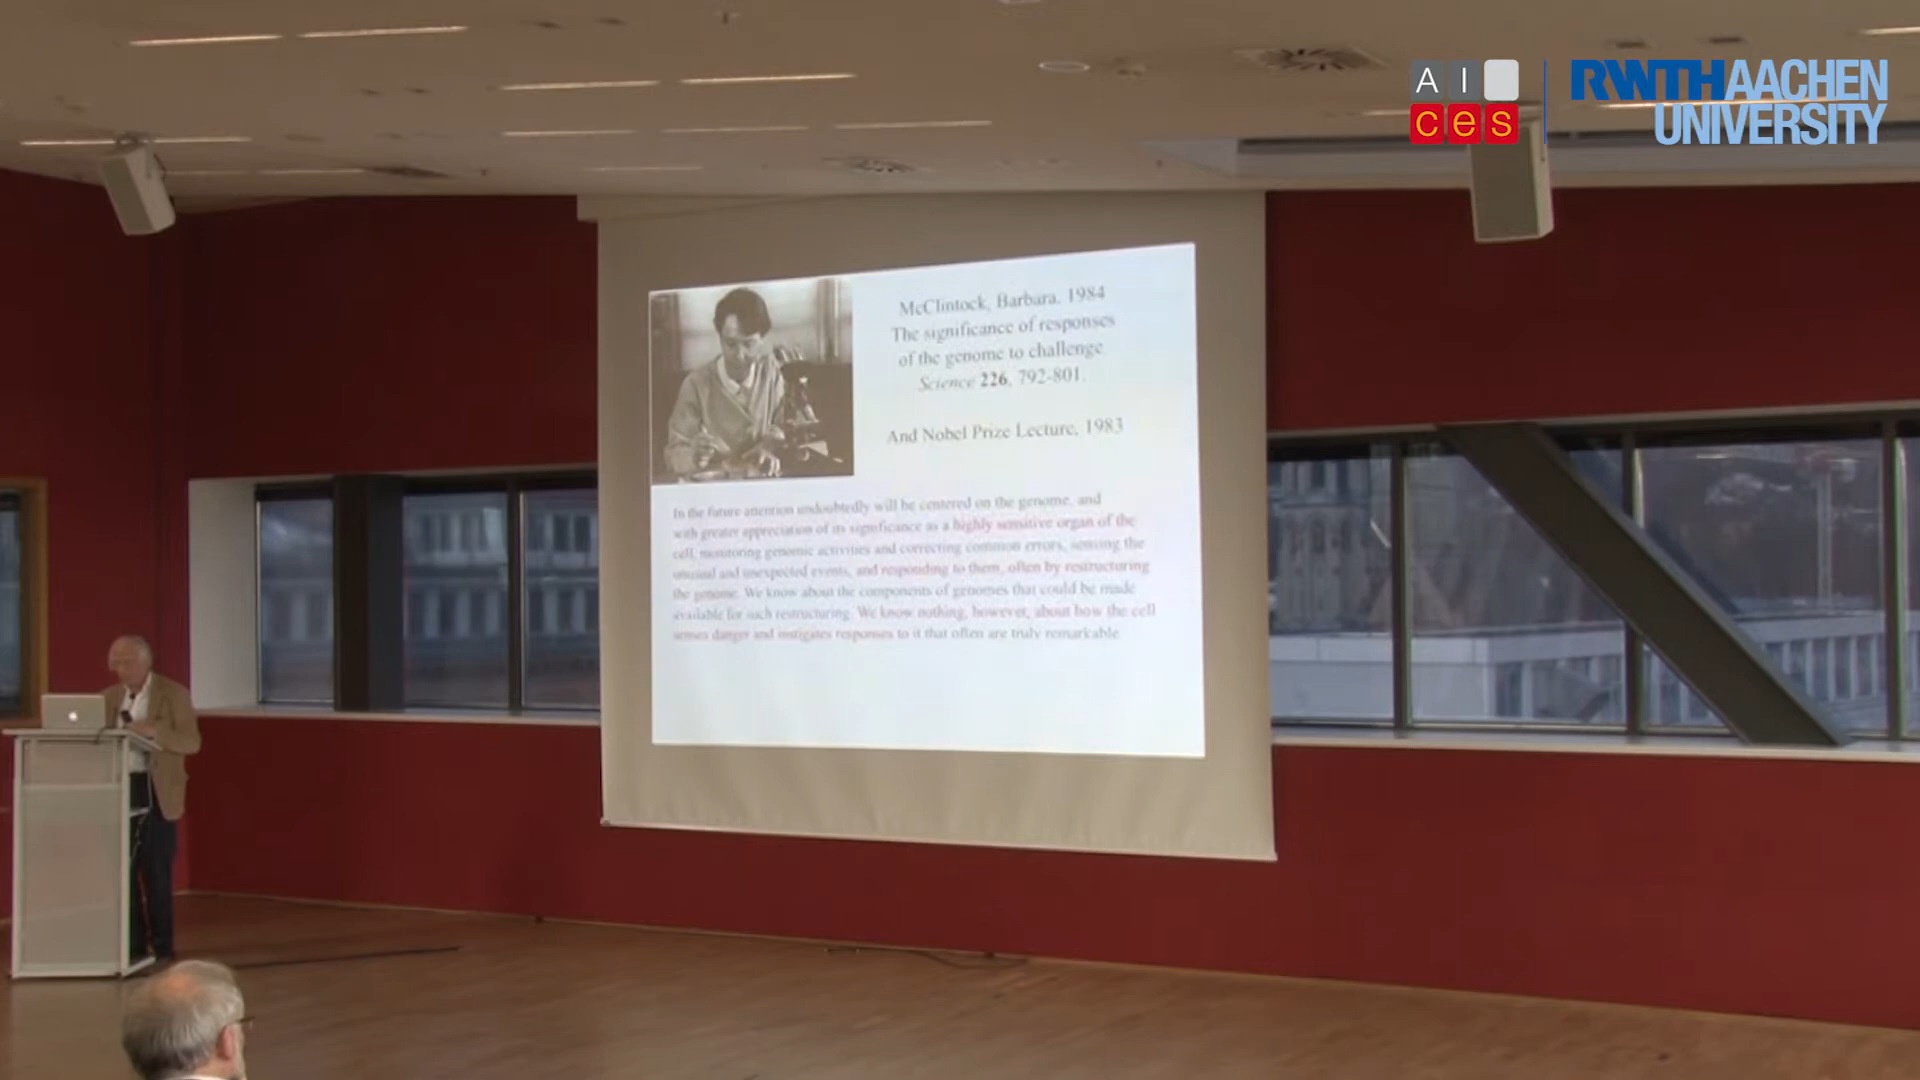 AICES
RWTHAACHEN
UNIVERSITY
McClintock, Barbara. 1984
The significance of responses
of the genome to challenge
Science 226, 792-801.
And Nobel Prize Lecture, 1983
In the future attention undoubtedly will be centered on the genome, and
with greater appreciation of its significance as a highly sensitive organ of the
cell, monitoring genomic activities and correcting common errors, sensing the
unusual and unexpected events, and responding to them, often by restructuring
the genome. We know about the components of genomes that could be made
available for such restructuring. We know nothing, however, about how the cell
senses danger and instigates responses to it that often are truly remarkable